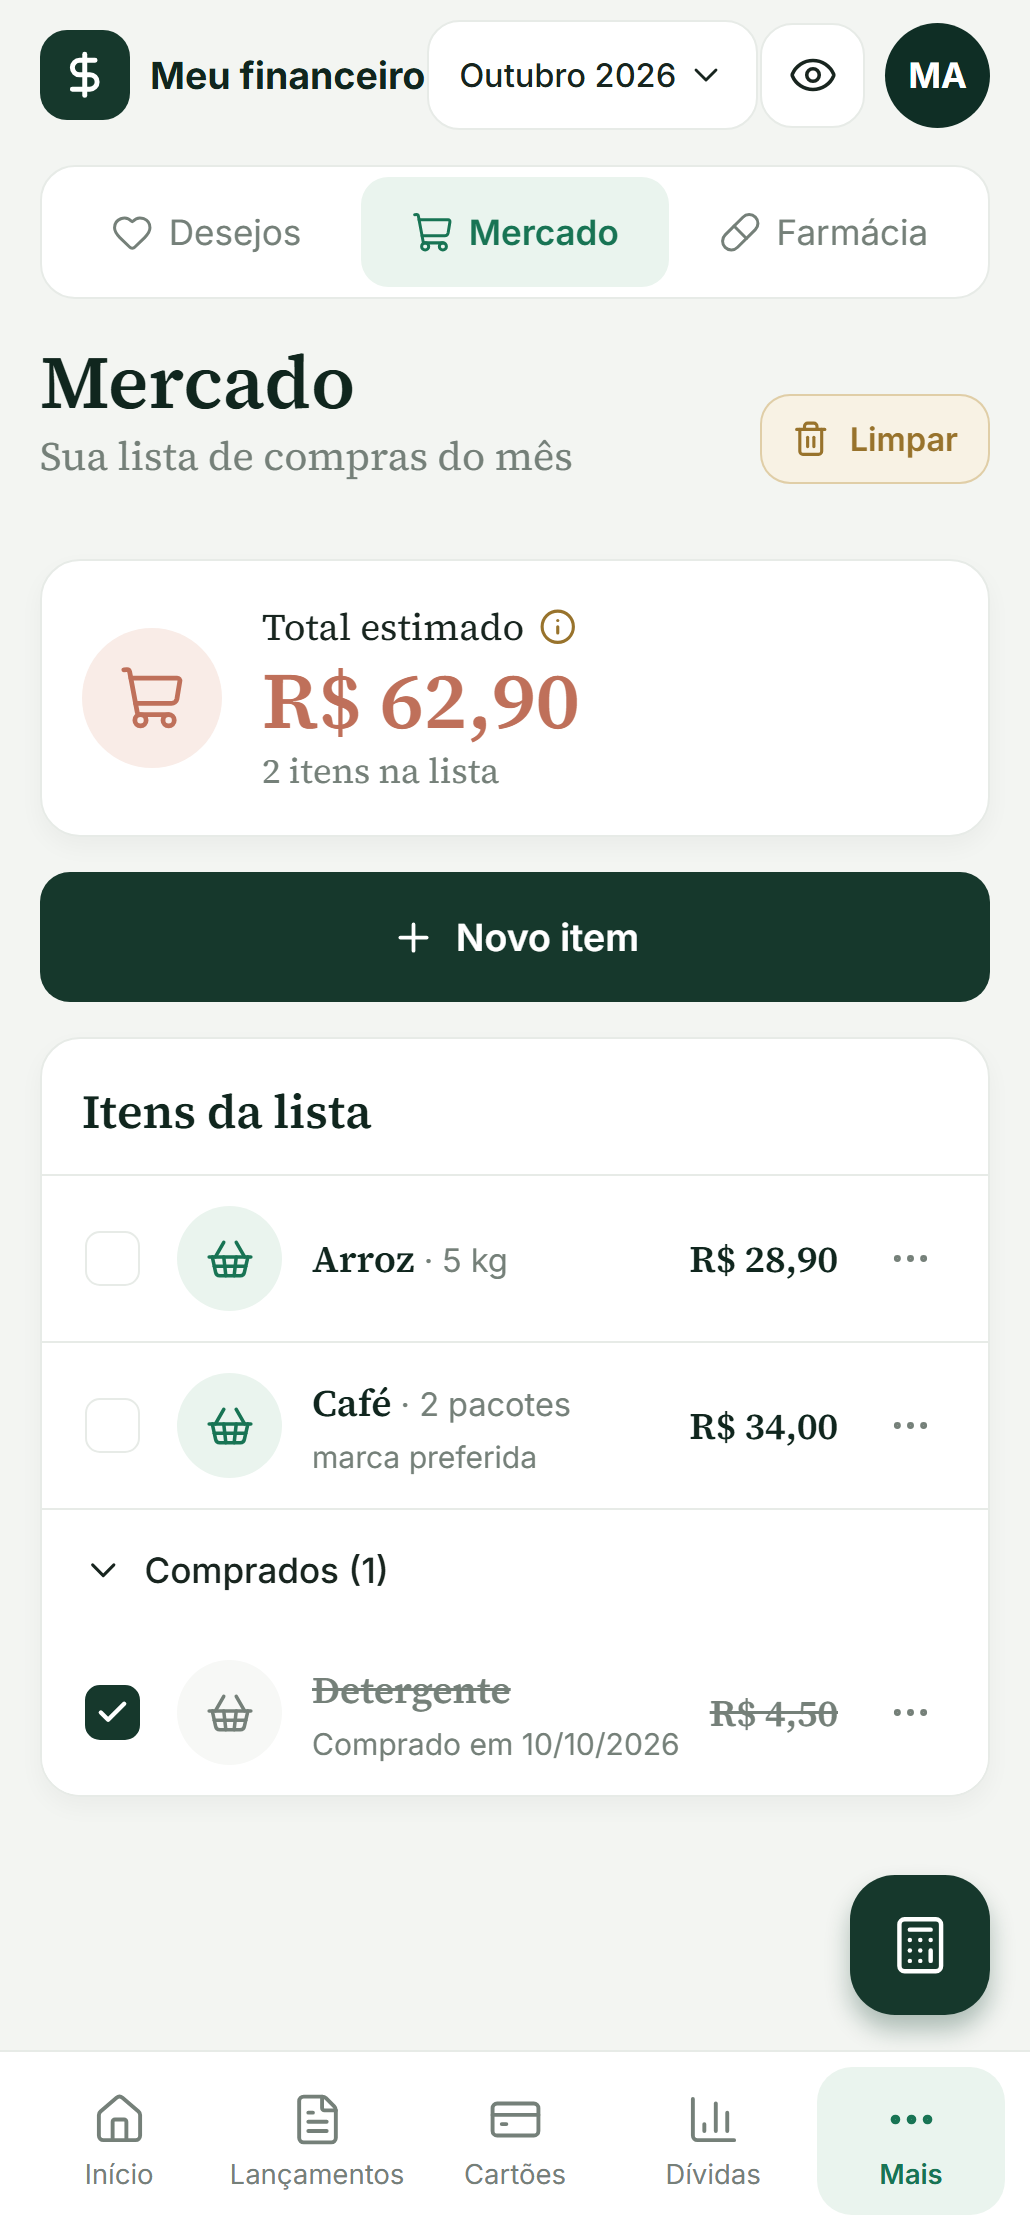 Meu financeiro
Outubro 2026
MA
Desejos
Mercado
Farmácia
Mercado
Sua lista de compras do mês
Limpar
Total estimado
R$ 62,90
2 itens na lista
Novo item
Itens da lista
Arroz · 5 kg
R$ 28,90
Café · 2 pacotes
marca preferida
R$ 34,00
Comprados (1)
Detergente
Comprado em 10/10/2026
R$ 4,50
Início
Lançamentos
Cartões
Dívidas
Mais